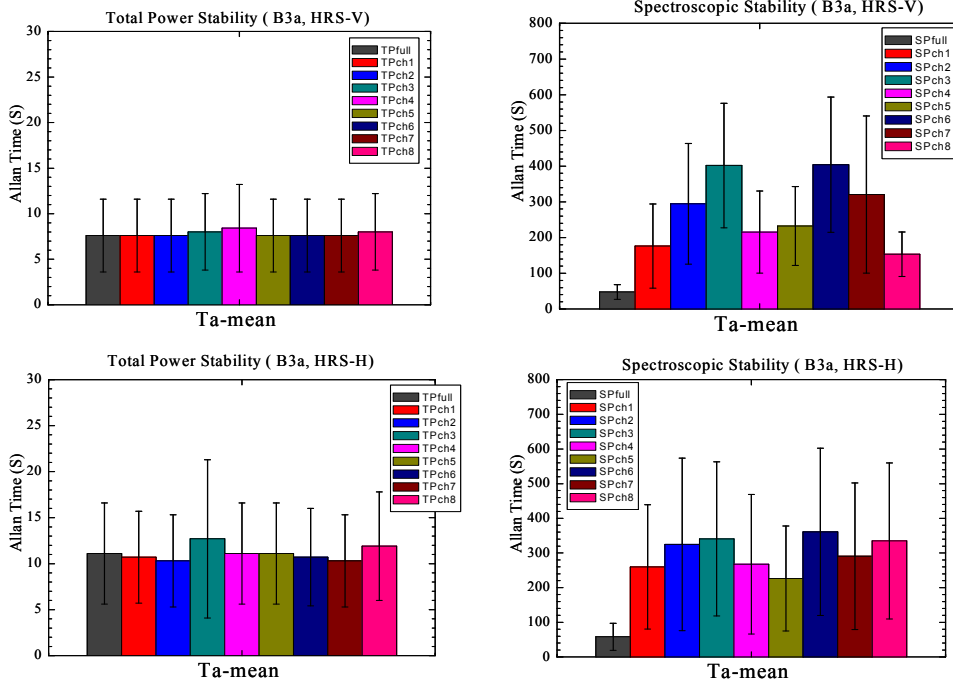 Total Power Stability ( B3a, HRS-V)
30
25
20
15
10
5
0
Allan Time (S)
TPfull
TPch1
TPch2
TPch3
TPch4
TPch5
TPch6
TPch7
TPch8
Ta-mean
Spectroscopic Stability ( B3a, HRS-V)
800
700
600
500
400
300
200
100
0
Allan Time (S)
SPfull
SPch1
SPch2
SPch3
SPch4
SPch5
SPch6
SPch7
SPch8
Ta-mean
Total Power Stability ( B3a, HRS-H)
30
25
20
15
10
5
0
Allan Time (S)
TPfull
TPch1
TPch2
TPch3
TPch4
TPch5
TPch6
TPch7
TPch8
Ta-mean
Spectroscopic Stability ( B3a, HRS-H)
800
700
600
500
400
300
200
100
0
Allan Time (S)
SPfull
SPch1
SPch2
SPch3
SPch4
SPch5
SPch6
SPch7
SPch8
Ta-mean